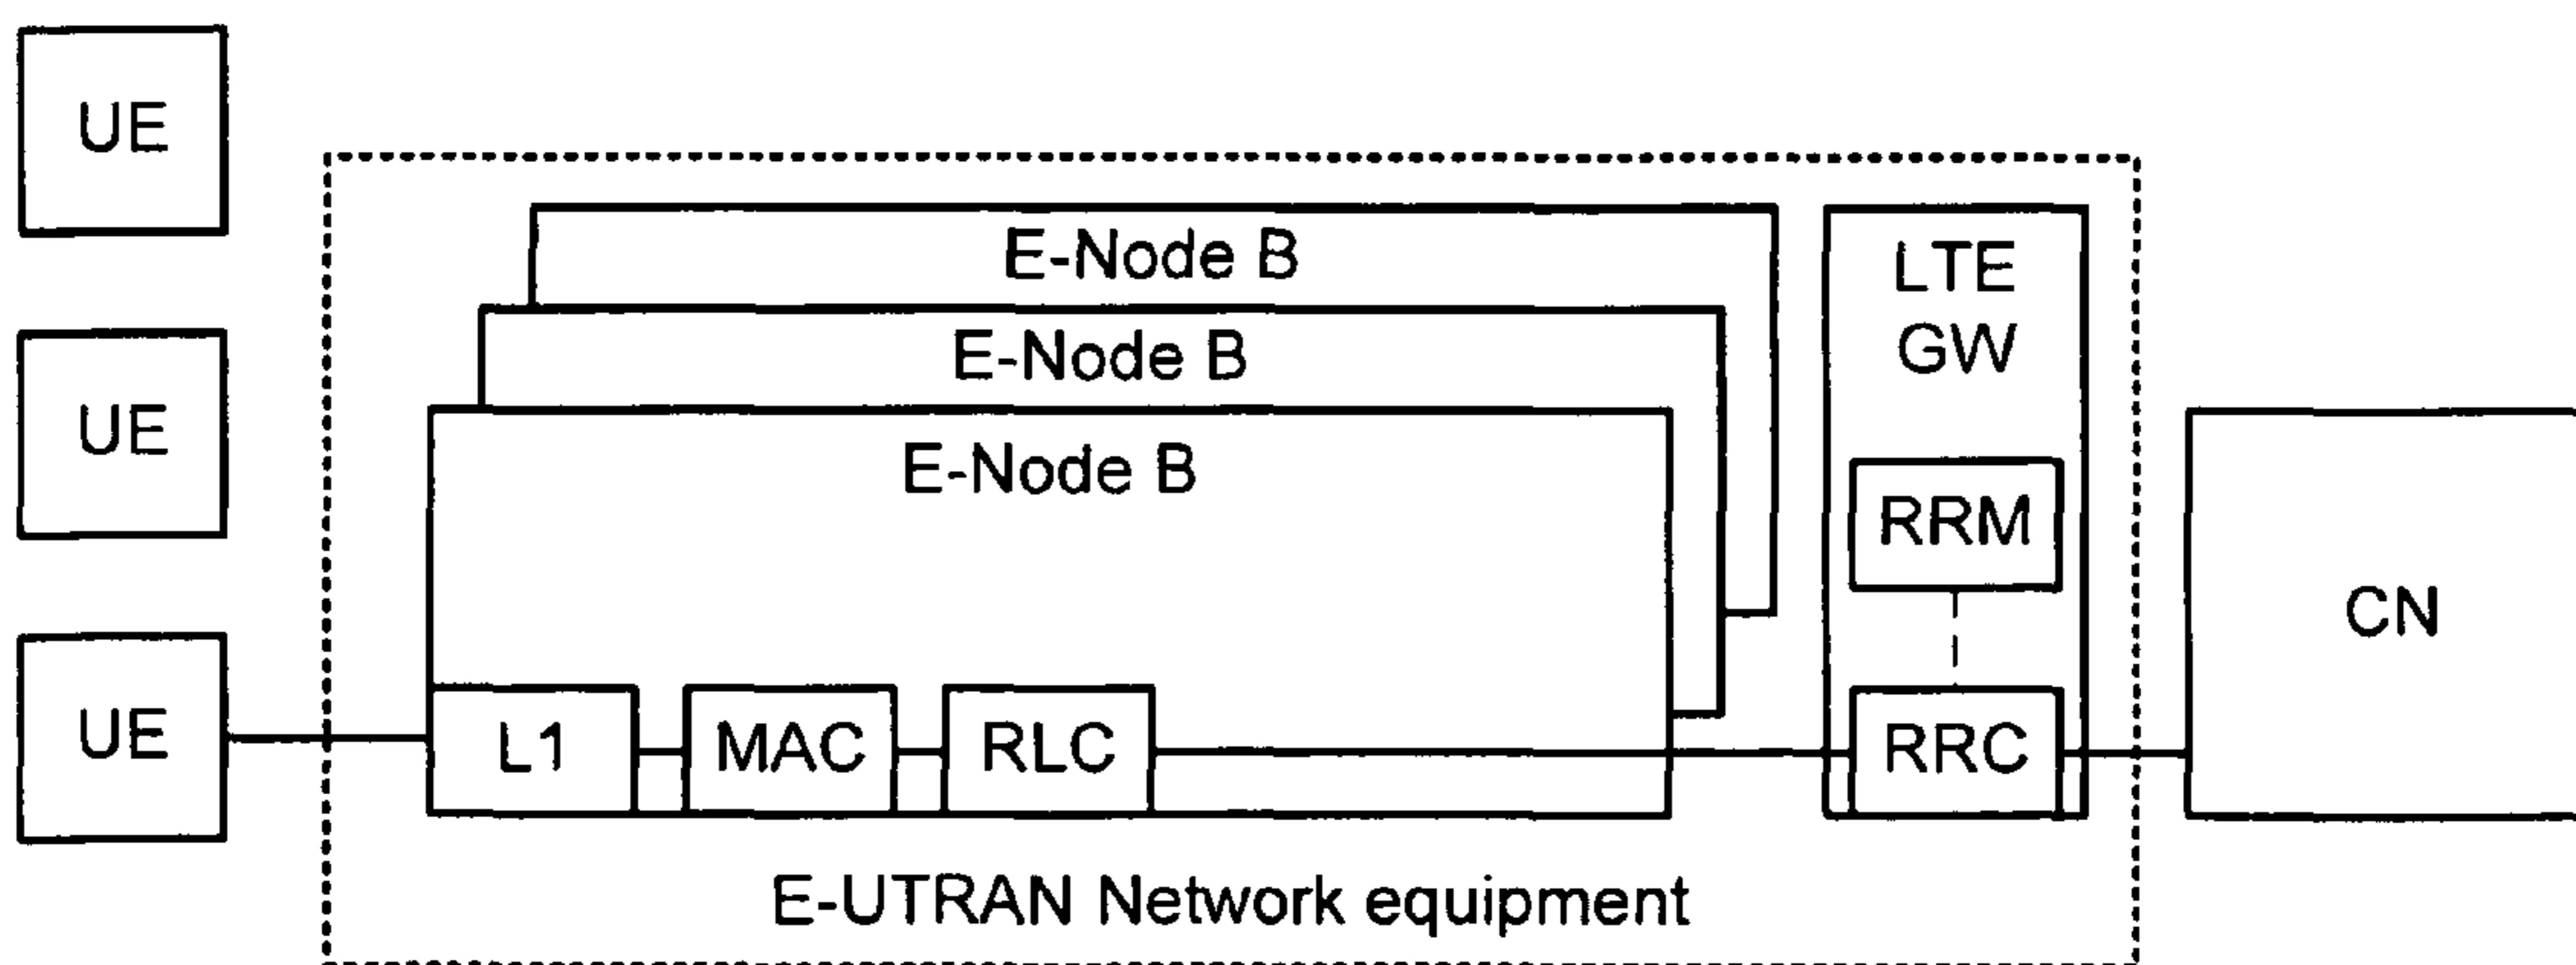 UE
UE
UE
E-Node B
E-Node B
E-Node B
L1
MAC
RLC
LTE
GW
RRM
RRC
CN
E-UTRAN Network equipment